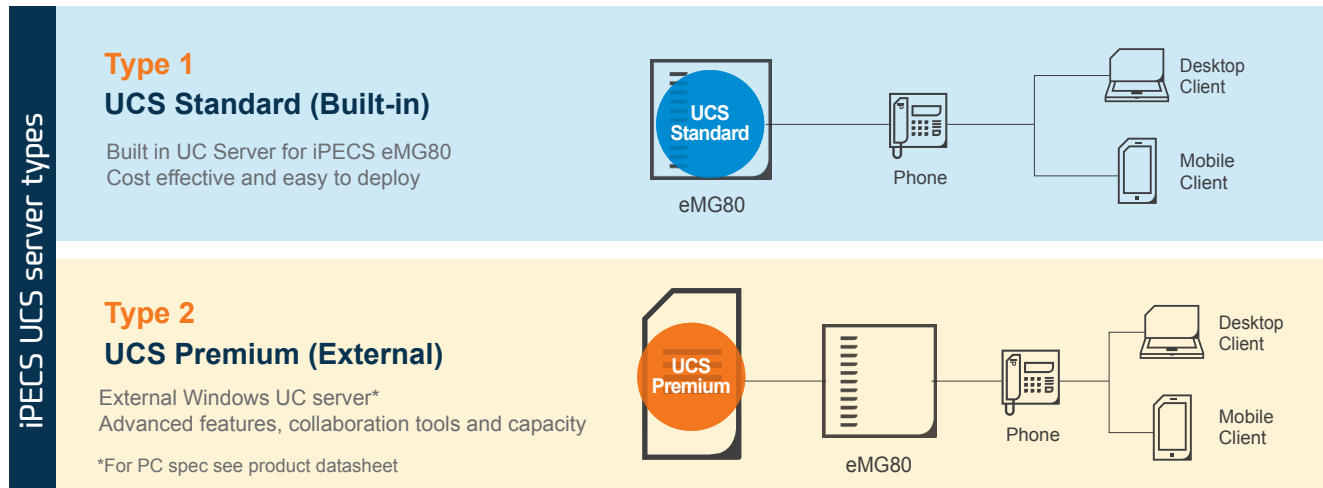 iPECS UCS server types
Type 1
UCS Standard (Built-in)
Built in UC Server for iPECS eMG80
Cost effective and easy to deploy
UCS
Standard
eMG80
Phone
Desktop
Client
Mobile
Client
Type 2
UCS Premium (External)
External Windows UC server*
Advanced features, collaboration tools and capacity
*For PC spec see product datasheet
UCS
Premium
eMG80
Phone
Desktop
Client
Mobile
Client